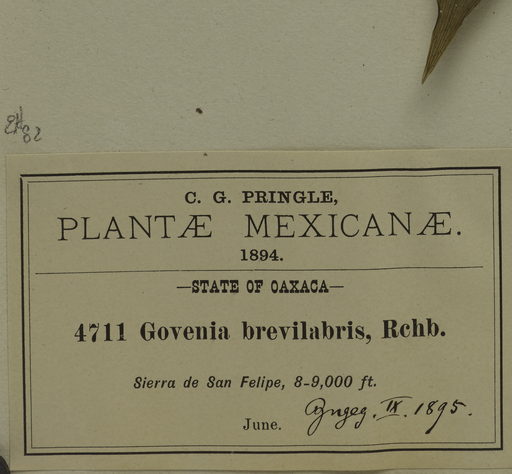 C. G. PRINGLE,
PLANTÆ MEXICANÆ.
1894.
—STATE OF OAXACA—
4711 Govenia brevilabris, Rchb.
Sierra de San Felipe, 8-9,000 ft.
June. Zngeg. IX. 1895.